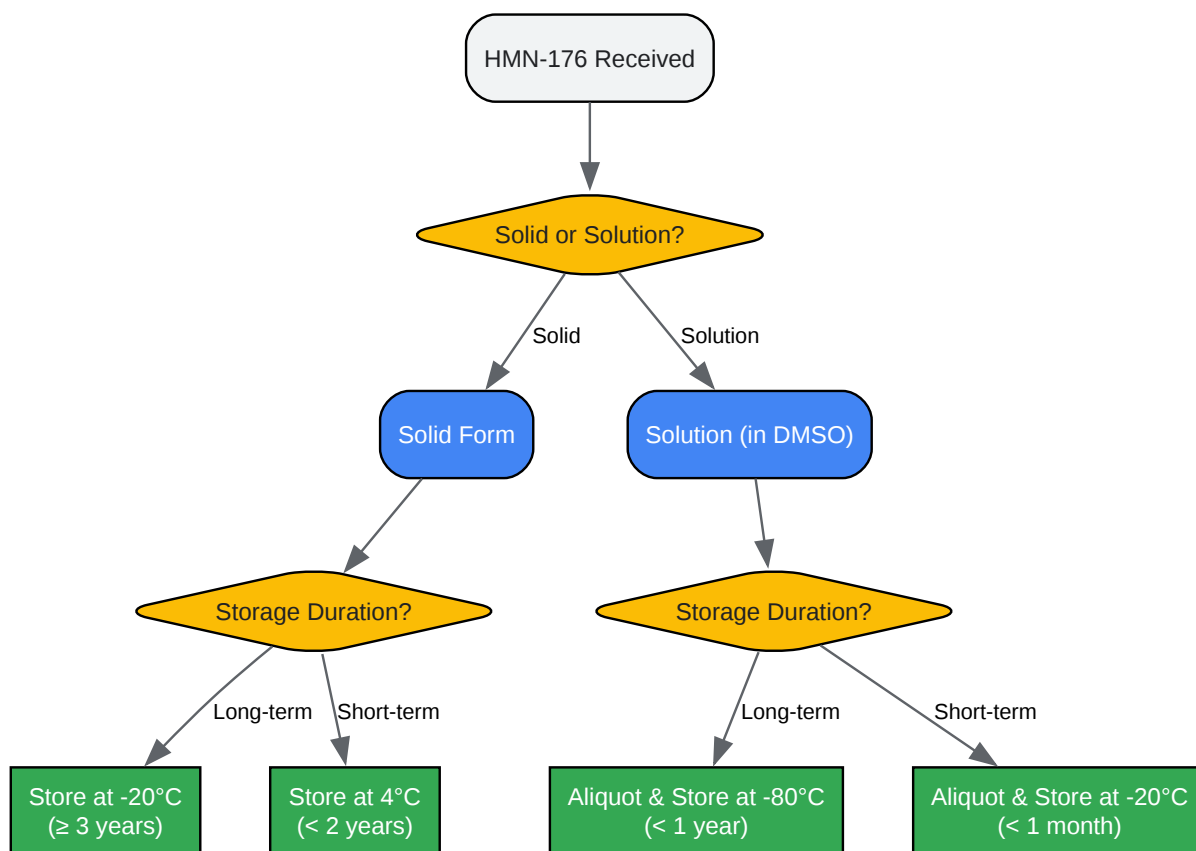 HMN-176 Received
Solid or Solution?
Solid
Solution
Solid Form
Solution (in DMSO)
Storage Duration?
Storage Duration?
Long-term
Short-term
Long-term
Short-term
Store at -20°C
(≥ 3 years)
Store at 4°C
(< 2 years)
Aliquot & Store at -80°C
(< 1 year)
Aliquot & Store at -20°C
(< 1 month)